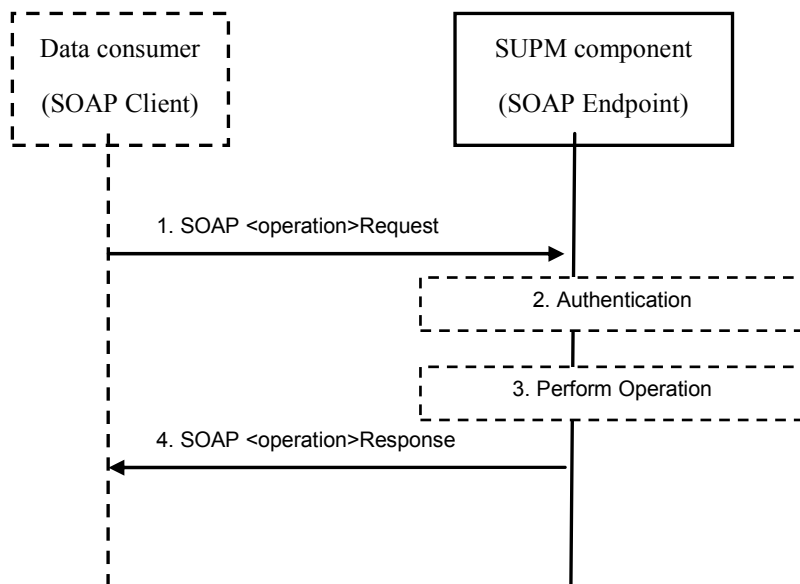 Data consumer
(SOAP Client)
SUPM component
(SOAP Endpoint)
1. SOAP <operation>Request
2. Authentication
3. Perform Operation
4. SOAP <operation>Response